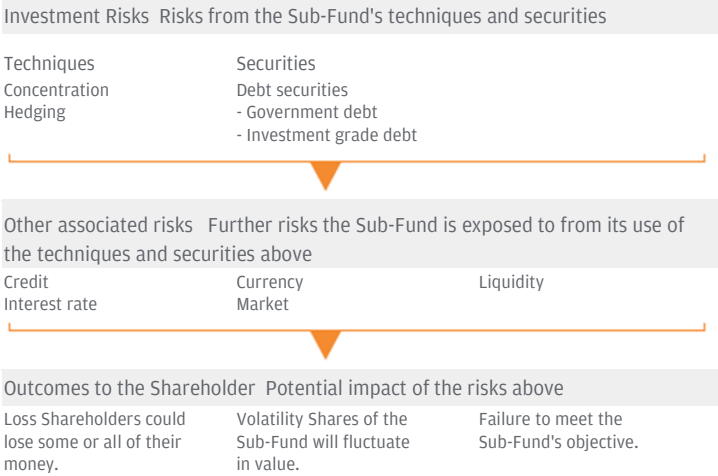 Investment Risks Risks from the Sub-Fund's techniques and securities
Techniques
Concentration
Hedging
Securities
Debt securities
- Government debt
- Investment grade debt
Other associated risks Further risks the Sub-Fund is exposed to from its use of
the techniques and securities above
Credit
Interest rate
Currency
Market
Liquidity
Outcomes to the Shareholder Potential impact of the risks above
Loss Shareholders could
lose some or all of their
money.
Volatility Shares of the
Sub-Fund will fluctuate
in value.
Failure to meet the
Sub-Fund's objective.